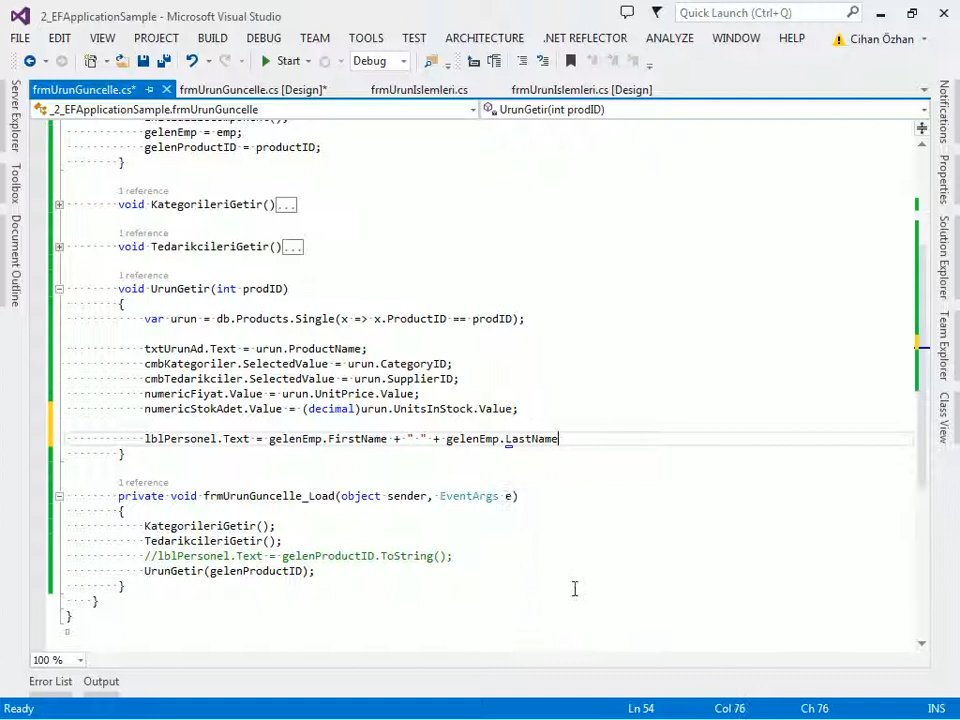 2_EFApplicationSample - Microsoft Visual Studio
Quick Launch (Ctrl+Q)
FILE EDIT VIEW PROJECT BUILD DEBUG TEAM TOOLS TEST ARCHITECTURE .NET REFLECTOR ANALYZE WINDOW HELP Cihan Özhan
Start Debug
frmUrunGuncelle.cs* frmUrunGuncelle.cs [Design]* frmUrunIslemleri.cs frmUrunIslemleri.cs [Design]
_2_EFApplicationSample.frmUrunGuncelle UrunGetir(int prodID)
Server Explorer
Toolbox
Document Outline
gelenEmp = emp;
gelenProductID = productID;
}
1 reference
void KategorileriGetir()...
1 reference
void TedarikcileriGetir()...
1 reference
void UrunGetir(int prodID)
{
var urun = db.Products.Single(x => x.ProductID == prodID);
txtUrunAd.Text = urun.ProductName;
cmbKategoriler.SelectedValue = urun.CategoryID;
cmbTedarikciler.SelectedValue = urun.SupplierID;
numericFiyat.Value = urun.UnitPrice.Value;
numericStokAdet.Value = (decimal)urun.UnitsInStock.Value;
lblPersonel.Text = gelenEmp.FirstName + " " + gelenEmp.LastName
}
1 reference
private void frmUrunGuncelle_Load(object sender, EventArgs e)
{
KategorileriGetir();
TedarikcileriGetir();
//lblPersonel.Text = gelenProductID.ToString();
UrunGetir(gelenProductID);
}
}
}
Notifications
Properties
Solution Explorer
Team Explorer
100 %
Error List Output
Ready Ln 54 Col 76 Ch 76 INS